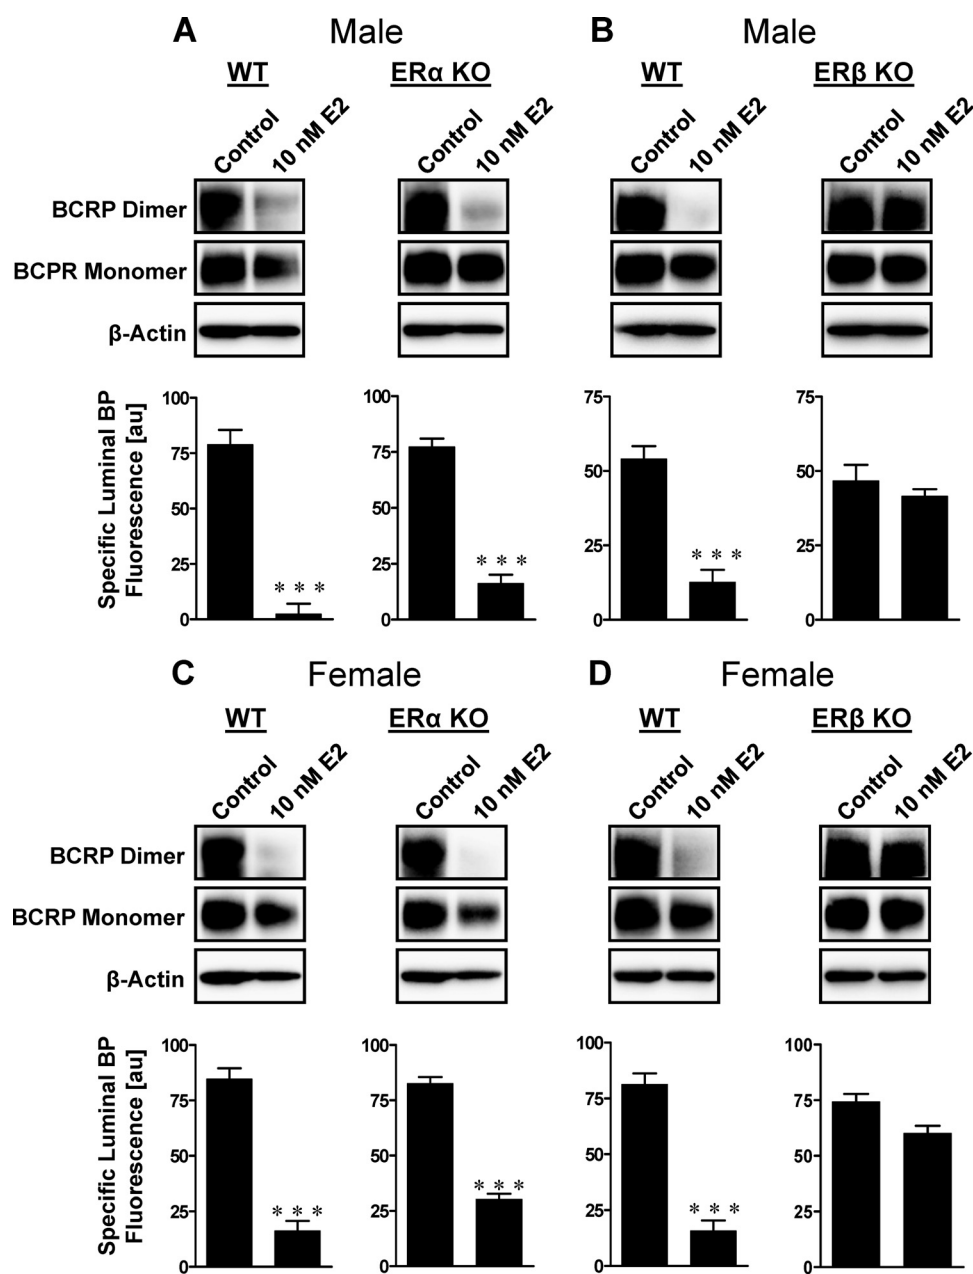 A Male B Male
WT ERα KO WT ERβ KO
Control 10 nM E2 Control 10 nM E2 Control 10 nM E2 Control 10 nM E2
BCRP Dimer
BCPR Monomer
β-Actin
Specific Luminal BP
Fluorescence [au]
100 100 75 75
75 75 50 50
50 50 25 25
25 25 0 0
0 0
*** *** ***
C Female D Female
WT ERα KO WT ERβ KO
Control 10 nM E2 Control 10 nM E2 Control 10 nM E2 Control 10 nM E2
BCRP Dimer
BCRP Monomer
β-Actin
Specific Luminal BP
Fluorescence [au]
100 100 100 100
75 75 75 75
50 50 50 50
25 25 25 25
0 0 0 0
*** *** ***